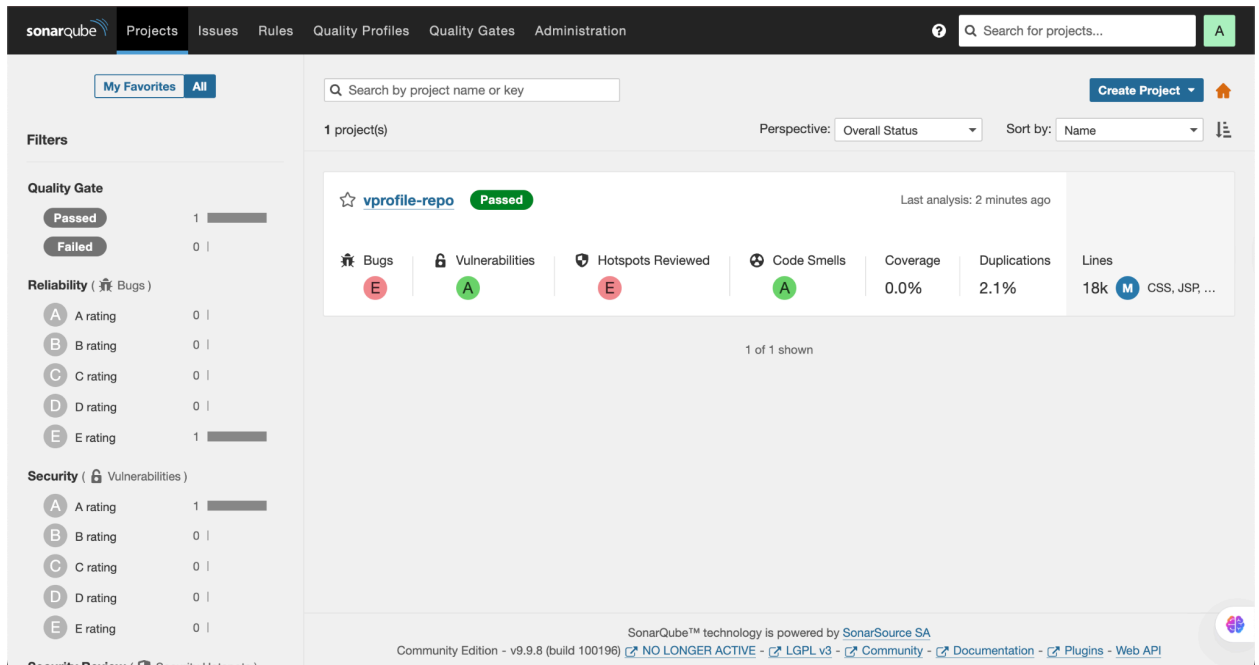 sonarqube Projects Issues Rules Quality Profiles Quality Gates Administration ? Search for projects... A
My Favorites All
Filters
Quality Gate
Passed 1
Failed 0
Reliability ( Bugs )
A A rating 0
B B rating 0
C C rating 0
D D rating 0
E E rating 1
Security ( Vulnerabilities )
A A rating 1
B B rating 0
C C rating 0
D D rating 0
E E rating 0
Search by project name or key Create Project
1 project(s) Perspective: Overall Status Sort by: Name
vprofile-repo Passed Last analysis: 2 minutes ago
Bugs Vulnerabilities Hotspots Reviewed Code Smells Coverage Duplications Lines
E A E A 0.0% 2.1% 18k M CSS, JSP, ...
1 of 1 shown
SonarQube™ technology is powered by SonarSource SA
Community Edition - v9.9.8 (build 100196) NO LONGER ACTIVE - LGPL v3 - Community - Documentation - Plugins - Web API